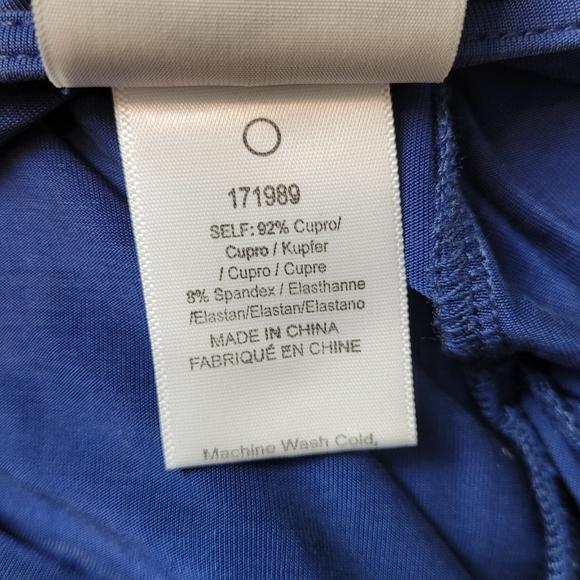 171989
SELF: 92% Cupro/
Cupro / Kupfer
/ Cupro / Cupre
8% Spandex / Elasthanne
/Elastan/Elastan/Elastano
MADE IN CHINA
FABRIQUÉ EN CHINE
Machine Wash Cold,